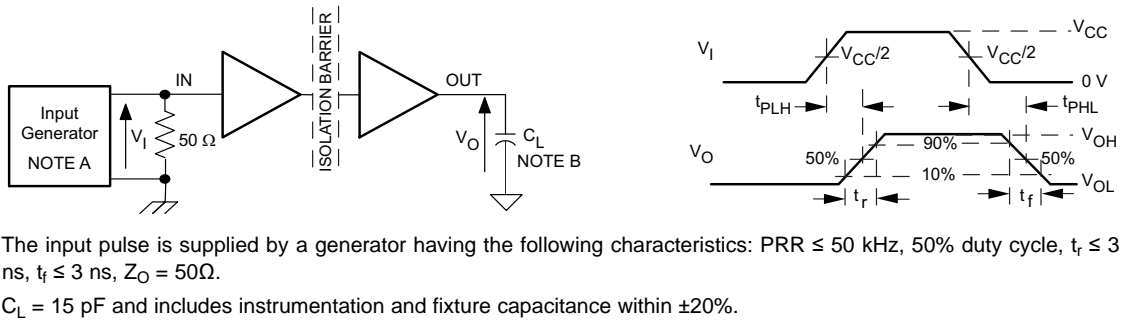 Input
Generator
NOTE A
V_I
IN
50 Ω
ISOLATION BARRIER
OUT
V_O
C_L
NOTE B
V_I
V_CC/2
V_CC/2
V_CC
0 V
t_PLH
t_PHL
V_O
50%
90%
10%
50%
V_OH
V_OL
t_r
t_f
The input pulse is supplied by a generator having the following characteristics: PRR ≤ 50 kHz, 50% duty cycle, t_r ≤ 3
ns, t_f ≤ 3 ns, Z_O = 50Ω.
C_L = 15 pF and includes instrumentation and fixture capacitance within ±20%.